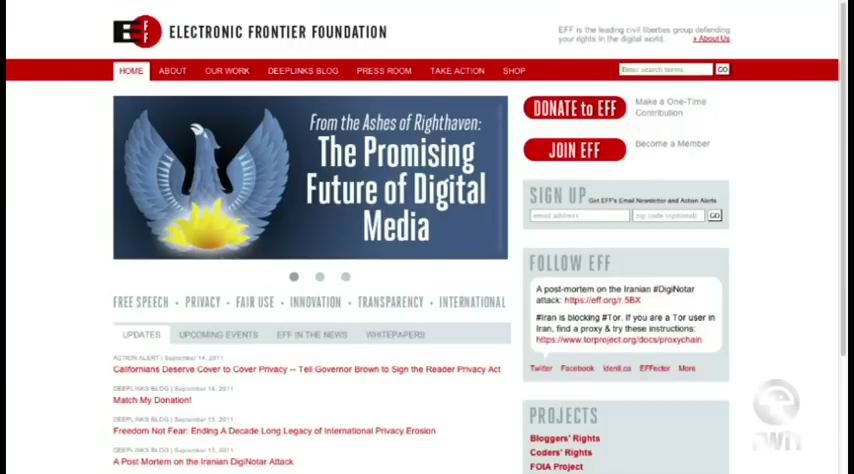 EFF
ELECTRONIC FRONTIER FOUNDATION
EFF is the leading civil liberties group defending
your rights in the digital world.
> About Us
HOME ABOUT OUR WORK DEEPLINKS BLOG PRESS ROOM TAKE ACTION SHOP
Enter search terms GO
From the Ashes of Righthaven:
The Promising
Future of Digital
Media
DONATE to EFF
Make a One-Time
Contribution
JOIN EFF
Become a Member
SIGN UP Get EFF's Email Newsletter and Action Alerts
email address zip code (optional) GO
FREE SPEECH • PRIVACY • FAIR USE • INNOVATION • TRANSPARENCY • INTERNATIONAL
FOLLOW EFF
A post-mortem on the Iranian #DigiNotar
attack: https://eff.org/r.5BX
#Iran is blocking #Tor. If you are a Tor user in
Iran, find a proxy & try these instructions:
https://www.torproject.org/docs/proxychain
Twitter Facebook Identi.ca EFFector More
UPDATES UPCOMING EVENTS EFF IN THE NEWS WHITEPAPERS
ACTION ALERT | September 14, 2011
Californians Deserve Cover to Cover Privacy -- Tell Governor Brown to Sign the Reader Privacy Act
DEEPLINKS BLOG | September 14, 2011
Match My Donation!
DEEPLINKS BLOG | September 13, 2011
Freedom Not Fear: Ending A Decade Long Legacy of International Privacy Erosion
DEEPLINKS BLOG | September 13, 2011
A Post Mortem on the Iranian DigiNotar Attack
PROJECTS
Bloggers' Rights
Coders' Rights
FOIA Project